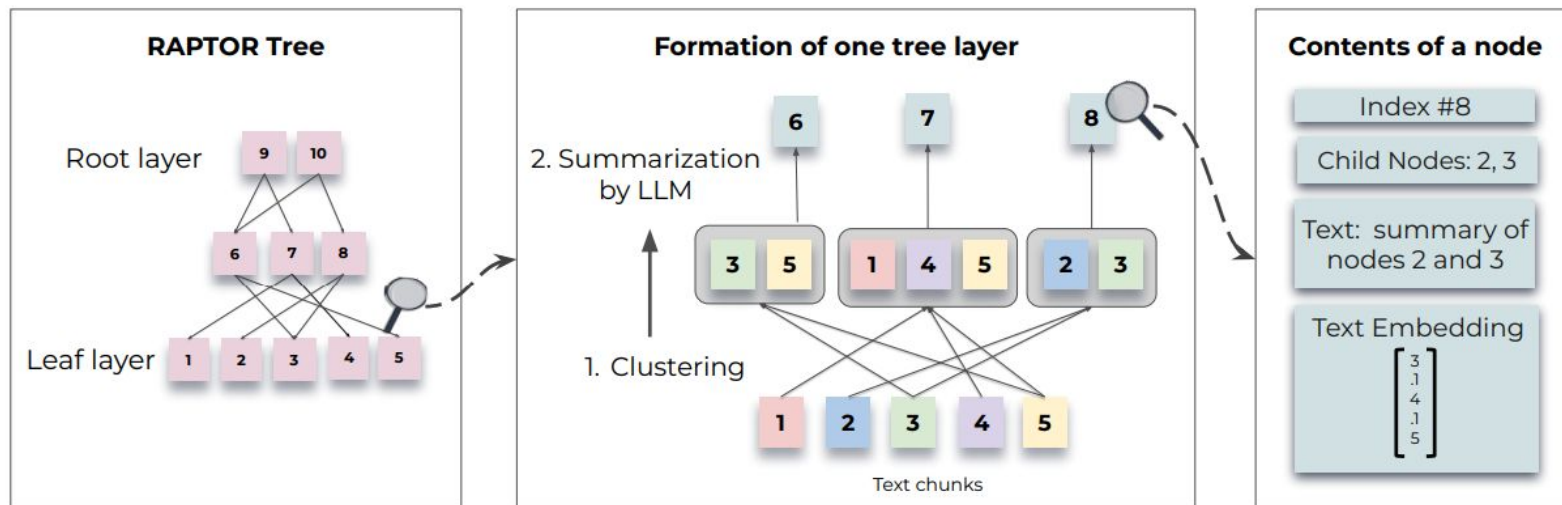 RAPTOR Tree
Root layer
9 10
6 7 8
Leaf layer
1 2 3 4 5
Formation of one tree layer
6 7 8
2. Summarization
by LLM
3 5 1 4 5 2 3
1. Clustering
1 2 3 4 5
Text chunks
Contents of a node
Index #8
Child Nodes: 2, 3
Text: summary of
nodes 2 and 3
Text Embedding
3
.1
4
.1
5